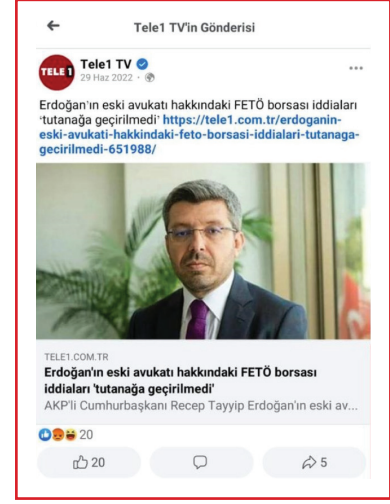 Tele1 TV'in Gönderisi
TELE1
Tele1 TV
29 Haz 2022 ·
Erdoğan'ın eski avukatı hakkındaki FETÖ borsası iddiaları
'tutanağa geçirilmedi' https://tele1.com.tr/erdoganin-
eski-avukati-hakkindaki-feto-borsasi-iddialari-tutanaga-
gecirilmedi-651988/
TELE1.COM.TR
Erdoğan'ın eski avukatı hakkındaki FETÖ borsası
iddiaları 'tutanağa geçirilmedi'
AKP'li Cumhurbaşkanı Recep Tayyip Erdoğan'ın eski av...
20
20
5